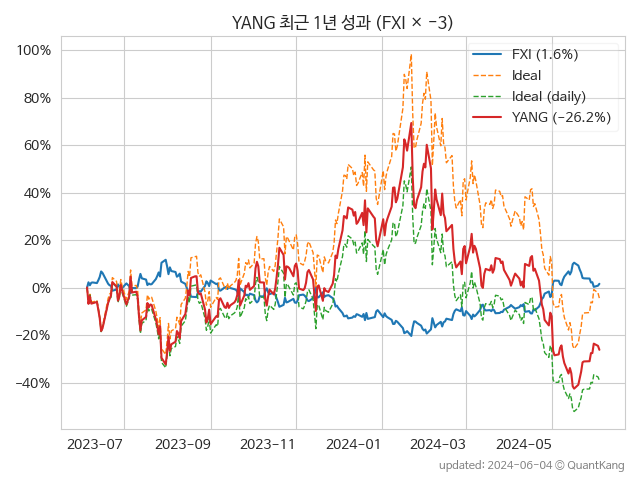 YANG 최근 1년 성과 (FXI × −3)
100%
80%
60%
40%
20%
0%
−20%
−40%
FXI (1.6%)
Ideal
Ideal (daily)
YANG (−26.2%)
2023-07
2023-09
2023-11
2024-01
2024-03
2024-05
updated: 2024-06-04 © QuantKang